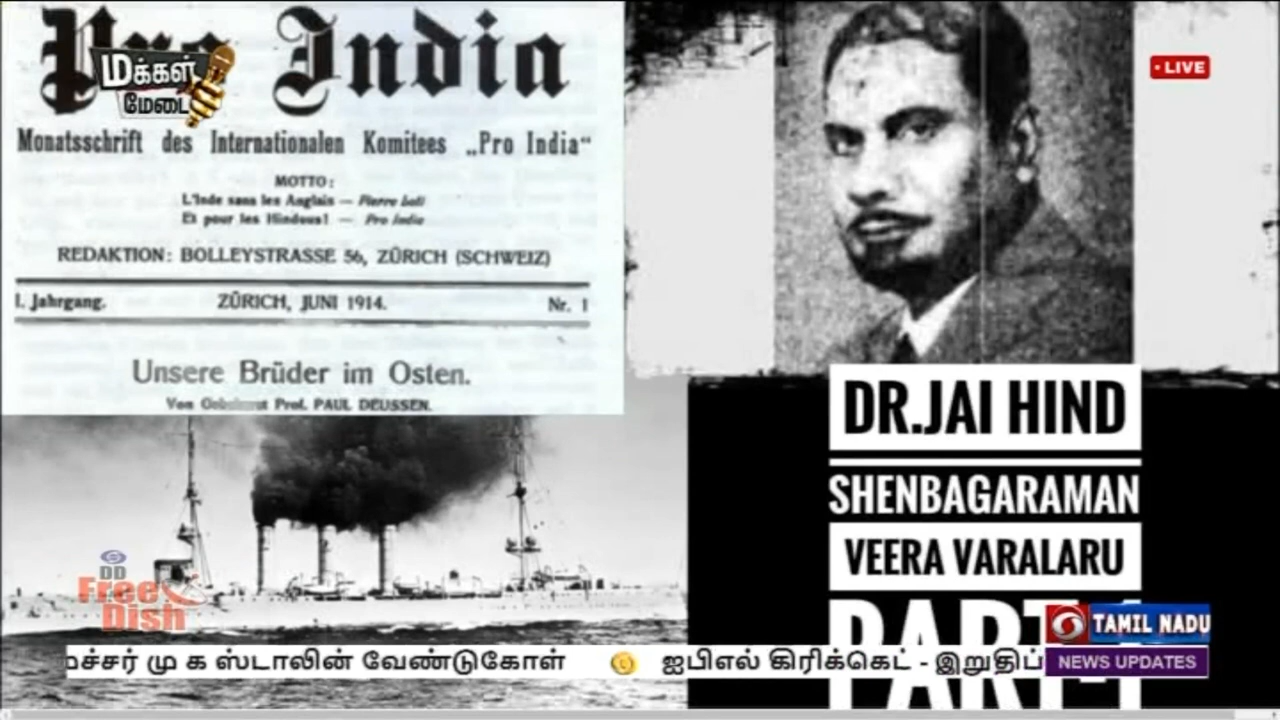 Pro India
மக்கள்
மேடை
Monatsschrift des Internationalen Komitees „Pro India“
MOTTO:
L'Inde sans les Anglais — Pierre Loti
Et pour les Hindous! — Pro India
REDAKTION: BOLLEYSTRASSE 56, ZÜRICH (SCHWEIZ)
I. Jahrgang.
ZÜRICH, JUNI 1914.
Nr. 1
Unsere Brüder im Osten.
Von Prof. PAUL DEUSSEN.
LIVE
DR.JAI HIND
SHENBAGARAMAN
VEERA VARALARU
PART-1
DD
Free
Dish
TAMIL NADU
NEWS UPDATES
மு க ஸ்டாலின் வேண்டுகோள்
ஐபிஎல் கிரிக்கெட் -